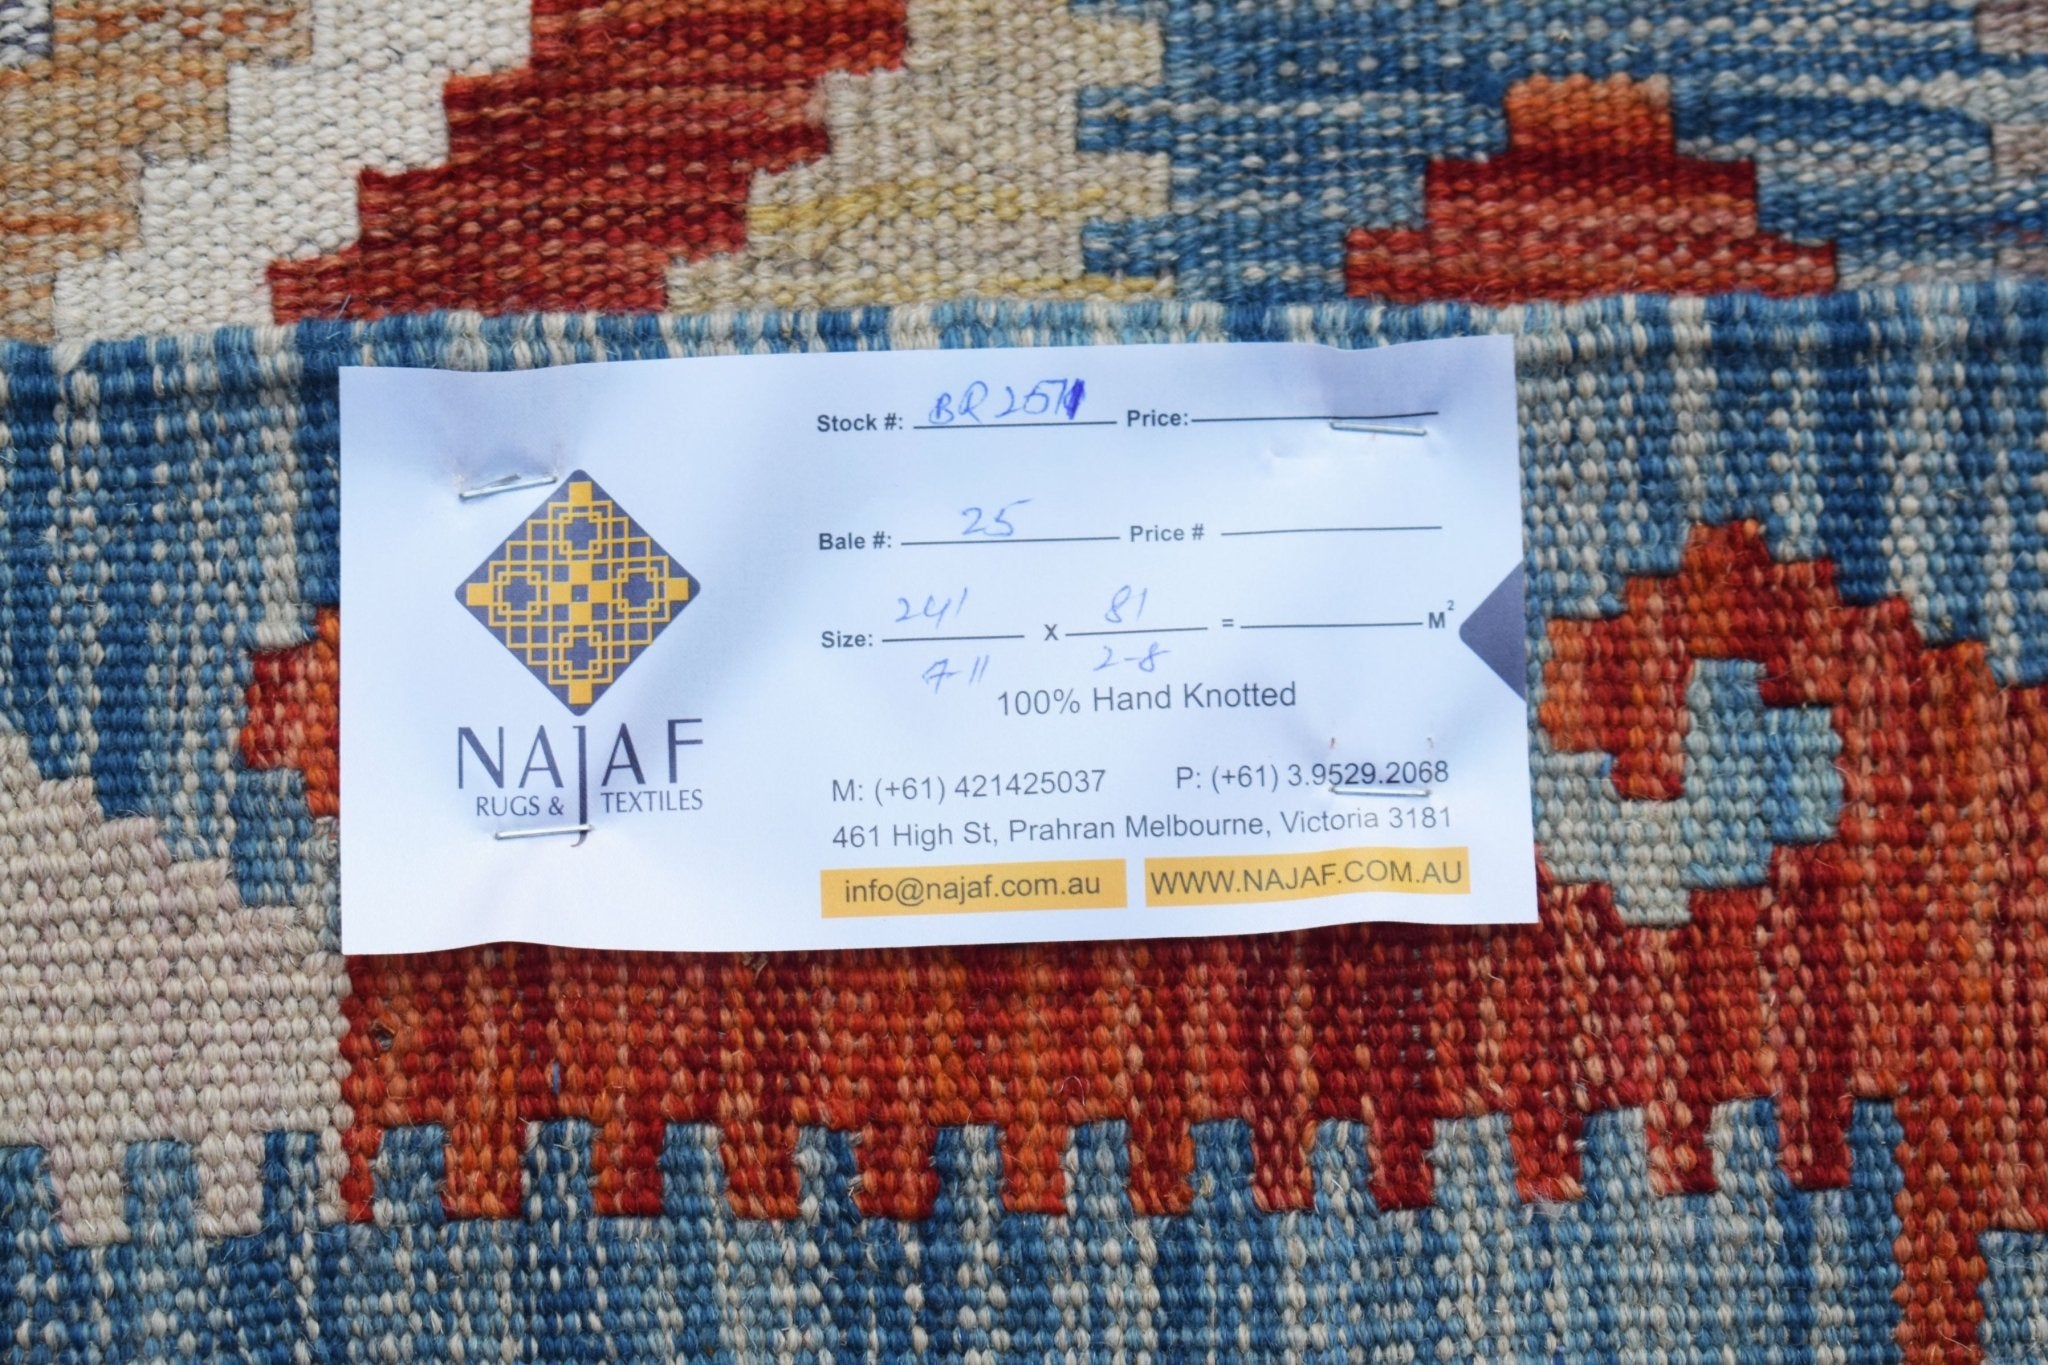 Stock #: BR2571 Price:
Bale #: 25 Price #
Size: 241 x 81 = M²
7-11 2-8
100% Hand Knotted
NAJAF
RUGS & TEXTILES
M: (+61) 421425037 P: (+61) 3.9529.2068
461 High St, Prahran Melbourne, Victoria 3181
info@najaf.com.au WWW.NAJAF.COM.AU